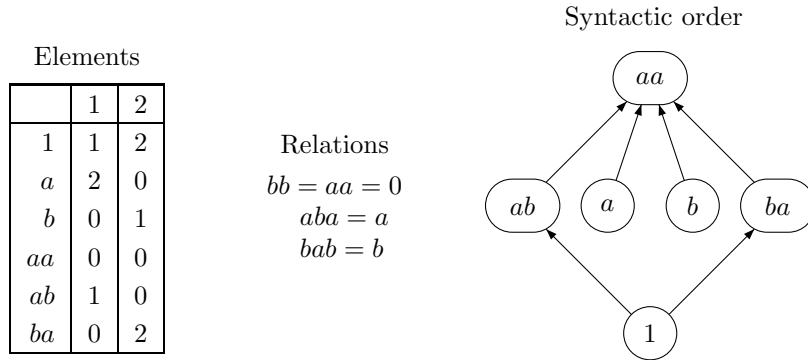 Elements
1 2
1 1 2
a 2 0
b 0 1
aa 0 0
ab 1 0
ba 0 2
Relations
bb = aa = 0
aba = a
bab = b
Syntactic order
aa
ab a b ba
1